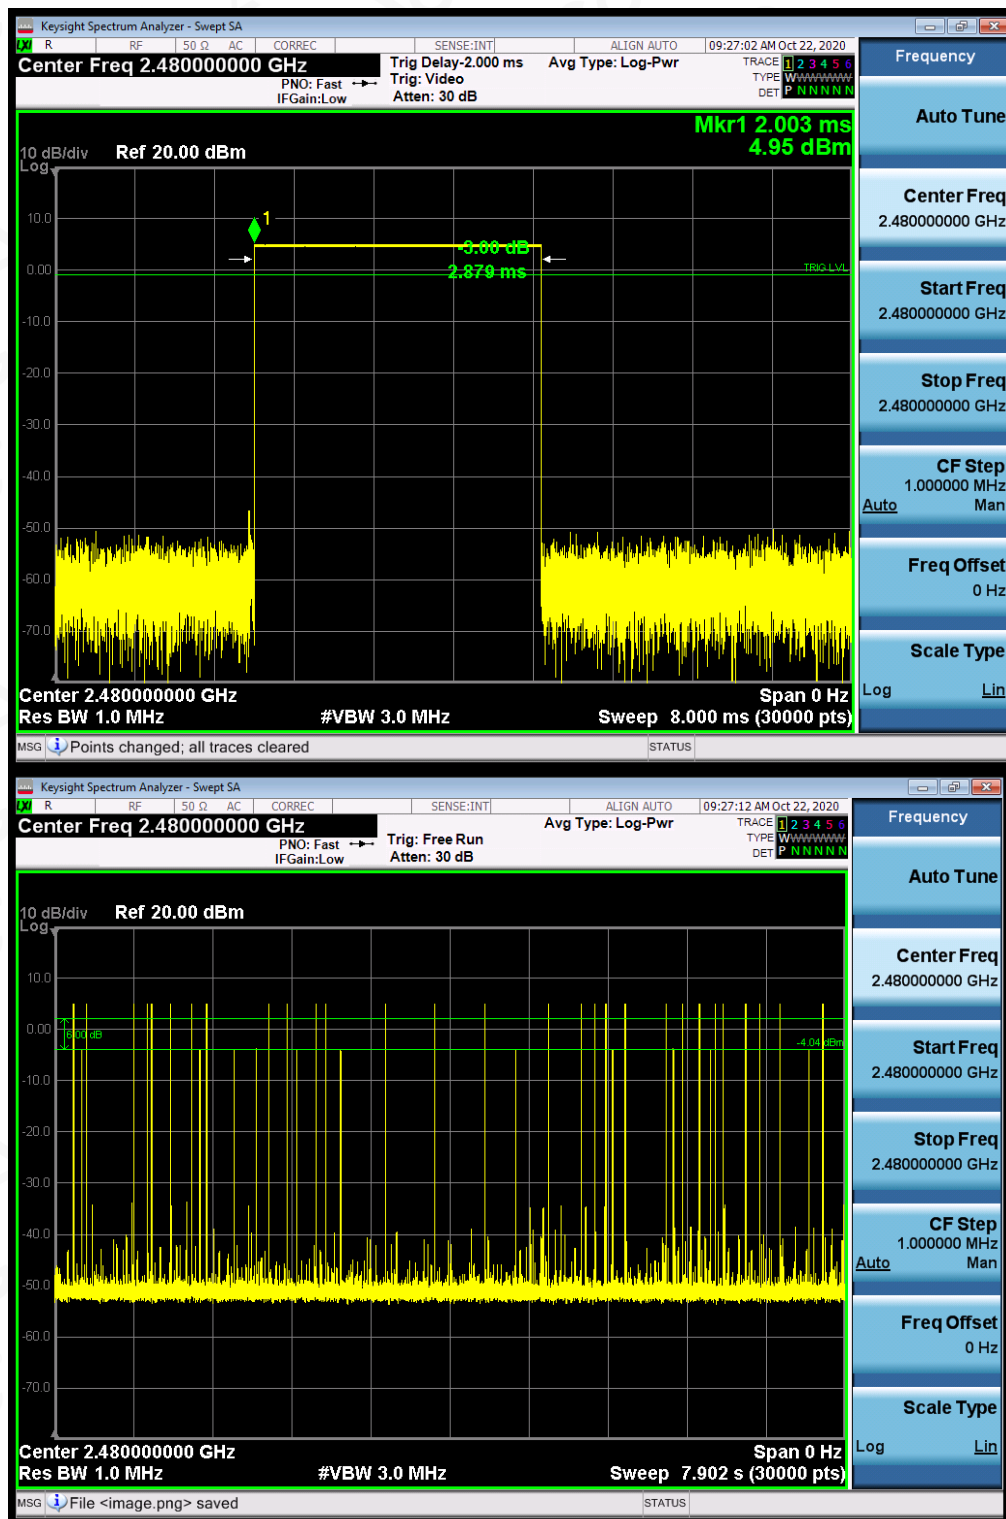 Keysight Spectrum Analyzer - Swept SA
LXI R RF 50 Ω AC CORREC SENSE:INT ALIGN AUTO 09:27:02 AM Oct 22, 2020
Center Freq 2.480000000 GHz
PNO: Fast
IFGain:Low
Trig Delay-2.000 ms
Trig: Video
Atten: 30 dB
Avg Type: Log-Pwr
TRACE 1 2 3 4 5 6
TYPE WWWWWW
DET P N N N N N
Mkr1 2.003 ms
4.95 dBm
10 dB/div Ref 20.00 dBm
Log
10.0
1
-3.00 dB
2.879 ms
0.00
TRIG LVL
-10.0
-20.0
-30.0
-40.0
-50.0
-60.0
-70.0
Center 2.480000000 GHz Span 0 Hz
Res BW 1.0 MHz #VBW 3.0 MHz Sweep 8.000 ms (30000 pts)
MSG Points changed; all traces cleared STATUS
Frequency
Auto Tune
Center Freq
2.480000000 GHz
Start Freq
2.480000000 GHz
Stop Freq
2.480000000 GHz
CF Step
1.000000 MHz
Auto Man
Freq Offset
0 Hz
Scale Type
Log Lin
Keysight Spectrum Analyzer - Swept SA
LXI R RF 50 Ω AC CORREC SENSE:INT ALIGN AUTO 09:27:12 AM Oct 22, 2020
Center Freq 2.480000000 GHz
PNO: Fast
IFGain:Low
Trig: Free Run
Atten: 30 dB
Avg Type: Log-Pwr
TRACE 1 2 3 4 5 6
TYPE WWWWWW
DET P N N N N N
10 dB/div Ref 20.00 dBm
Log
10.0
0.00
6.00 dB
-4.04 dBm
-10.0
-20.0
-30.0
-40.0
-50.0
-60.0
-70.0
Center 2.480000000 GHz Span 0 Hz
Res BW 1.0 MHz #VBW 3.0 MHz Sweep 7.902 s (30000 pts)
MSG File <image.png> saved STATUS
Frequency
Auto Tune
Center Freq
2.480000000 GHz
Start Freq
2.480000000 GHz
Stop Freq
2.480000000 GHz
CF Step
1.000000 MHz
Auto Man
Freq Offset
0 Hz
Scale Type
Log Lin